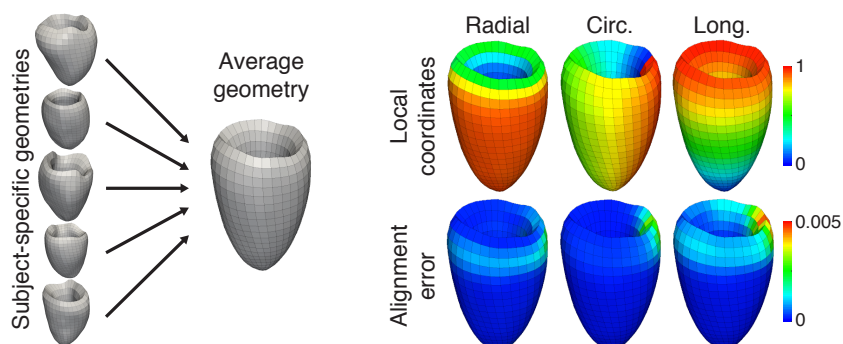 Subject-specific geometries
Average
geometry
Radial
Circ.
Long.
Local
coordinates
1
0
Alignment
error
0.005
0